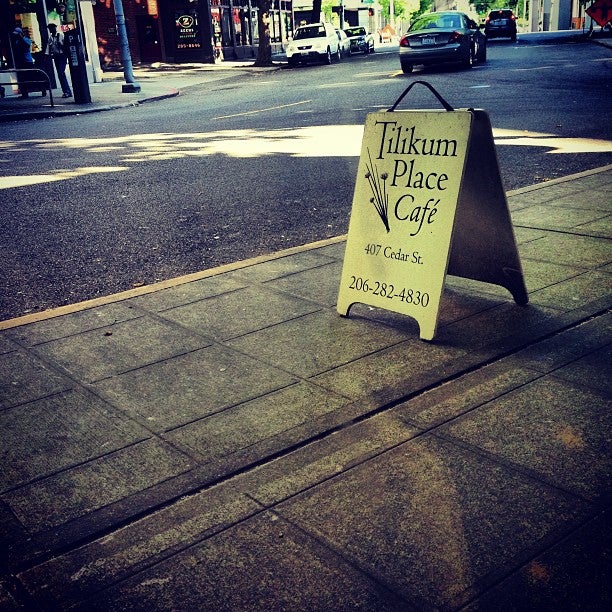 Tilikum
Place
Café
407 Cedar St.
206-282-4830